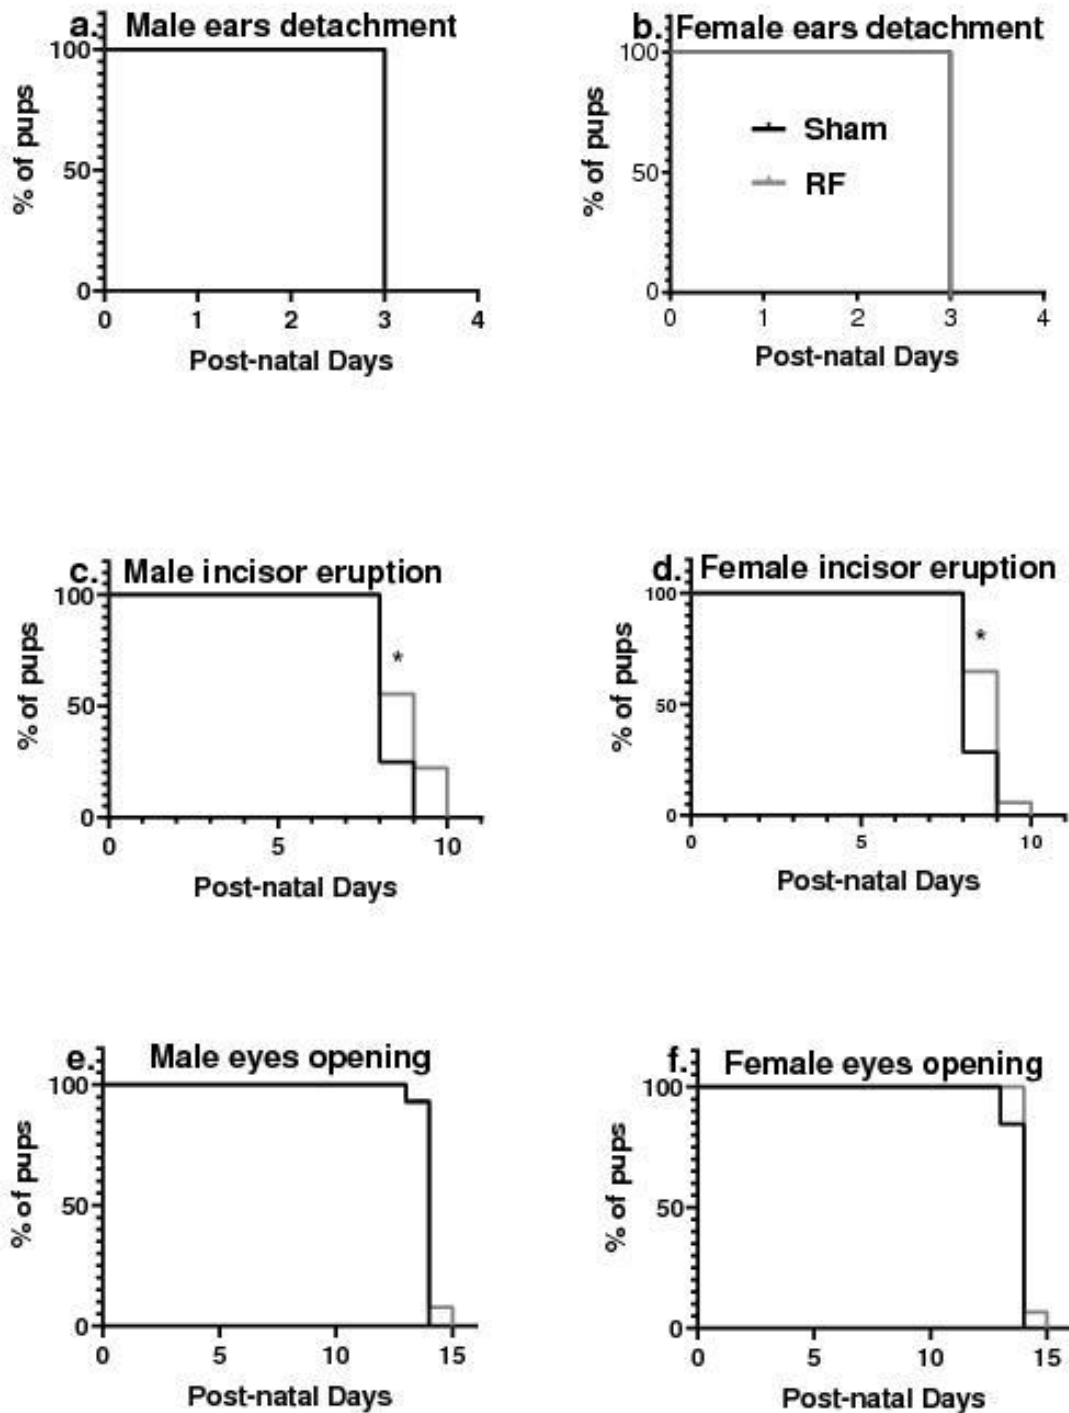 a. Male ears detachment
100
50
0
% of pups
0 1 2 3 4
Post-natal Days
b. Female ears detachment
100
50
0
% of pups
Sham
RF
0 1 2 3 4
Post-natal Days
c. Male incisor eruption
100
50
0
% of pups
*
0 5 10
Post-natal Days
d. Female incisor eruption
100
50
0
% of pups
*
0 5 10
Post-natal Days
e. Male eyes opening
100
50
0
% of pups
0 5 10 15
Post-natal Days
f. Female eyes opening
100
50
0
% of pups
0 5 10 15
Post-natal Days